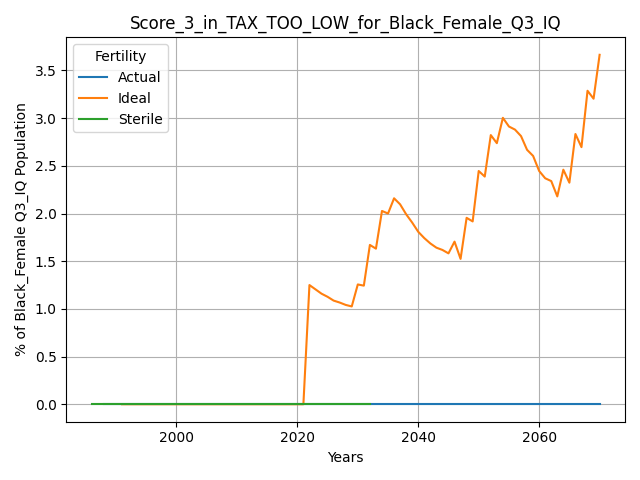 Score_3_in_TAX_TOO_LOW_for_Black_Female_Q3_IQ
Fertility
Actual
Ideal
Sterile
% of Black_Female Q3_IQ Population
3.5
3.0
2.5
2.0
1.5
1.0
0.5
0.0
2000
2020
2040
2060
Years